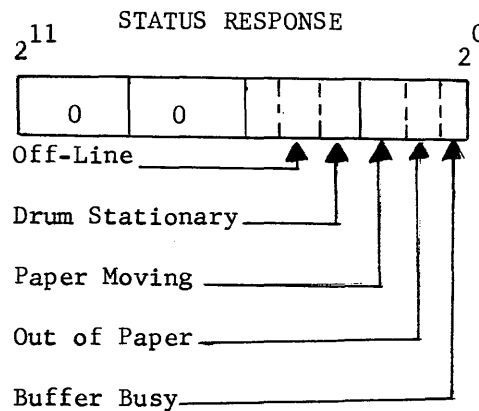 STATUS RESPONSE
2^11 2^0
0 0
Off-Line
Drum Stationary
Paper Moving
Out of Paper
Buffer Busy